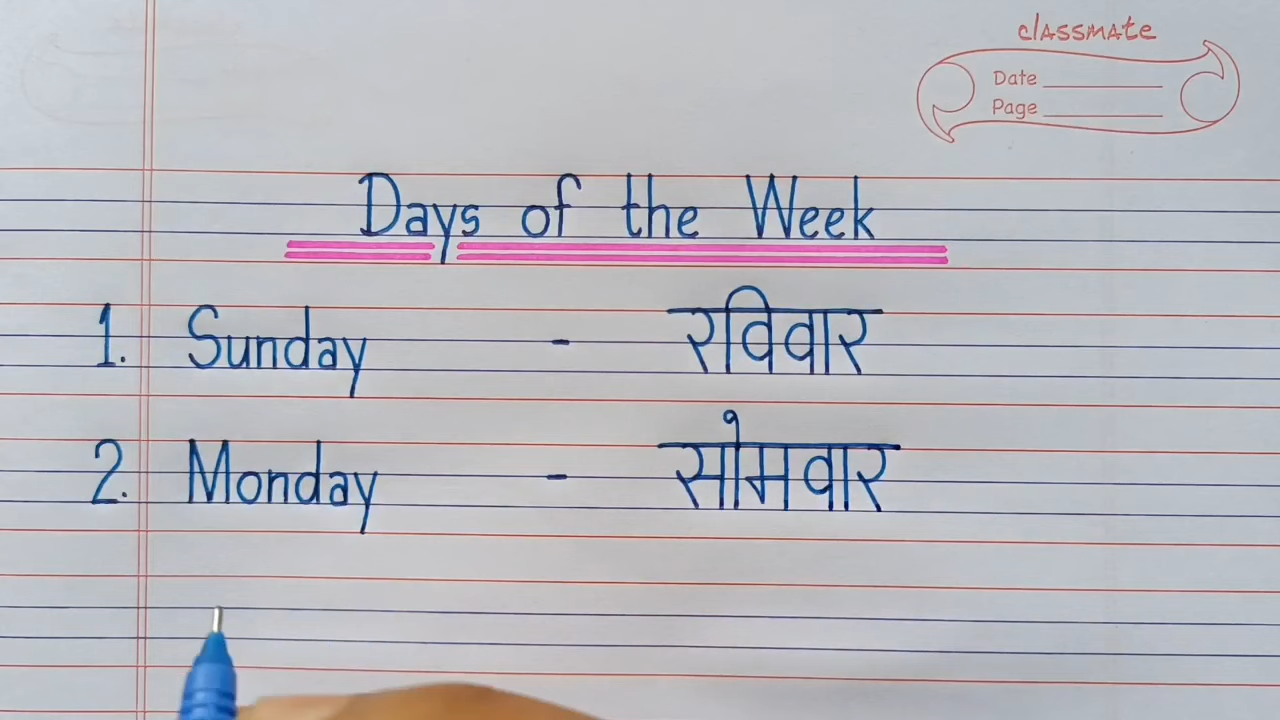 classmate
Date
Page
Days of the Week
1. Sunday - रविवार
2. Monday - सोमवार